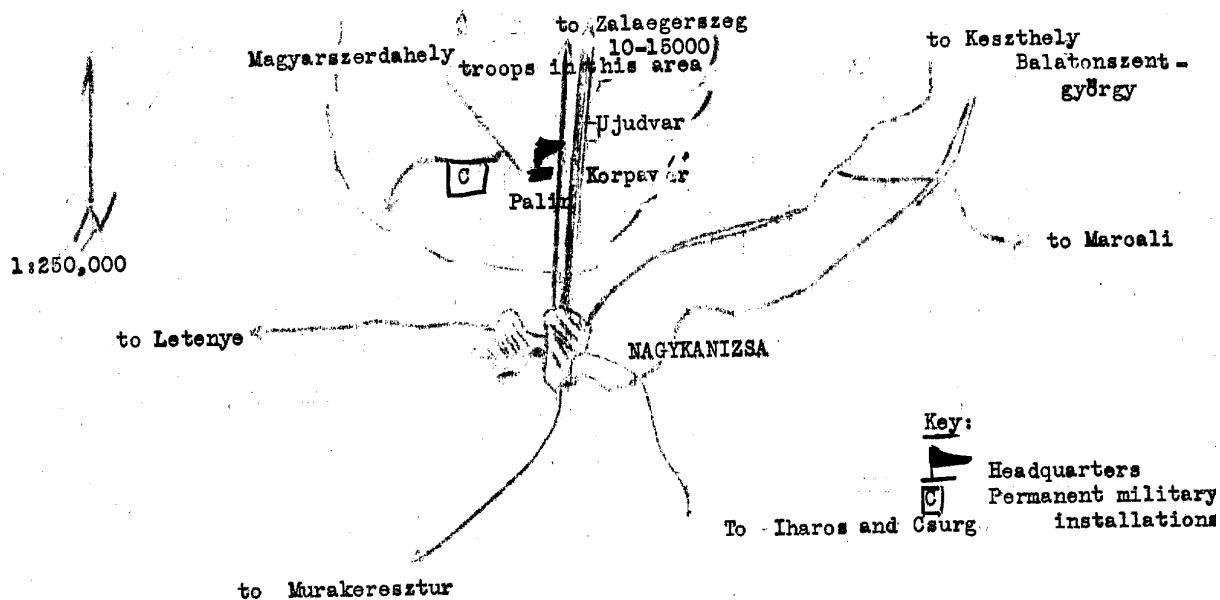 to Zalaegerszeg
10-15000
troops in this area
Magyarszerdahely
to Keszthely
Balatonszent-
györgy
Ujudvar
C
Korpavár
Palin
1:250,000
to Marcali
to Letenye
NAGYKANIZSA
Key:
Headquarters
C Permanent military
installations
To Iharos and Csurg
to Murakeresztur